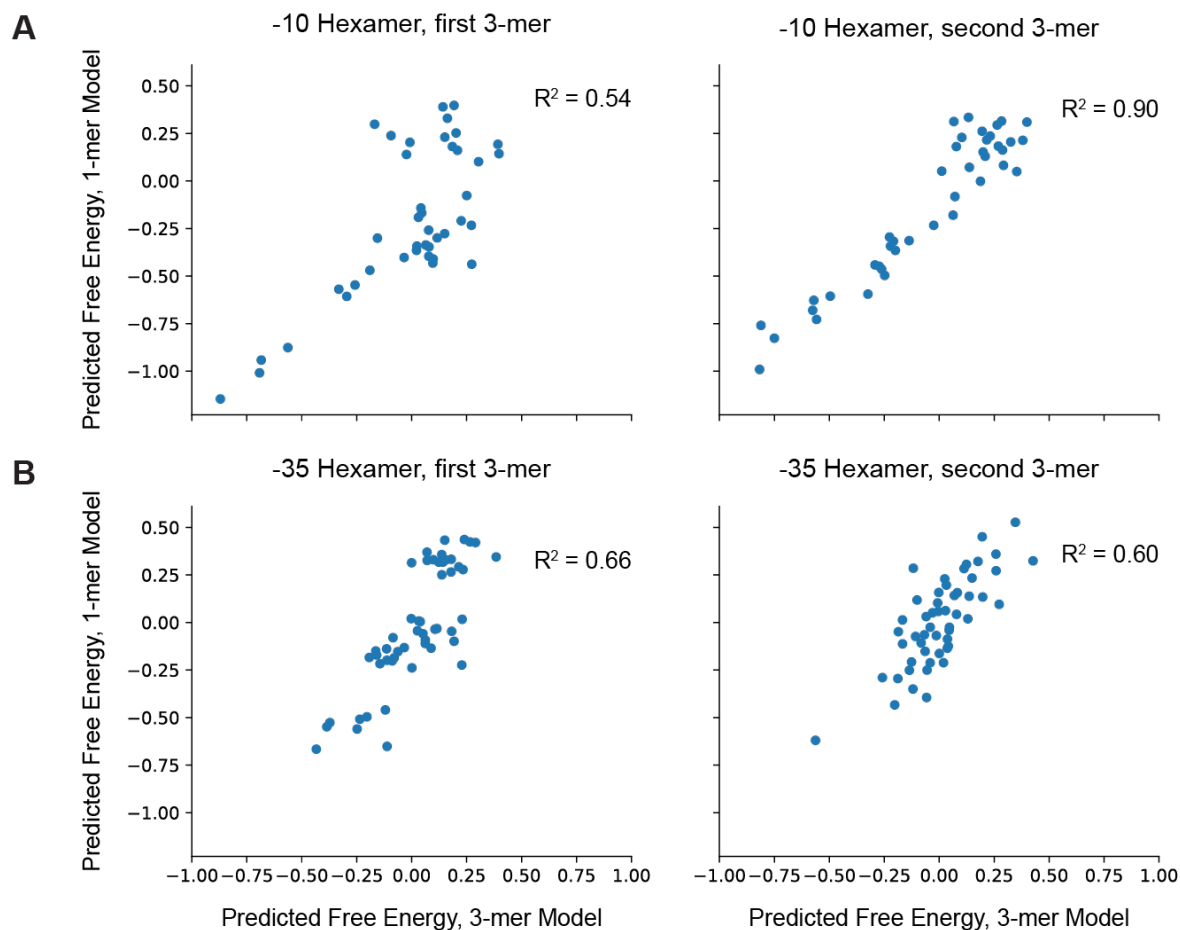 A
-10 Hexamer, first 3-mer
-10 Hexamer, second 3-mer
Predicted Free Energy, 1-mer Model
0.50
0.25
0.00
−0.25
−0.50
−0.75
−1.00
R² = 0.54
R² = 0.90
B
-35 Hexamer, first 3-mer
-35 Hexamer, second 3-mer
Predicted Free Energy, 1-mer Model
0.50
0.25
0.00
−0.25
−0.50
−0.75
−1.00
R² = 0.66
R² = 0.60
−1.00 −0.75 −0.50 −0.25 0.00 0.25 0.50 0.75 1.00
−1.00 −0.75 −0.50 −0.25 0.00 0.25 0.50 0.75 1.00
Predicted Free Energy, 3-mer Model
Predicted Free Energy, 3-mer Model